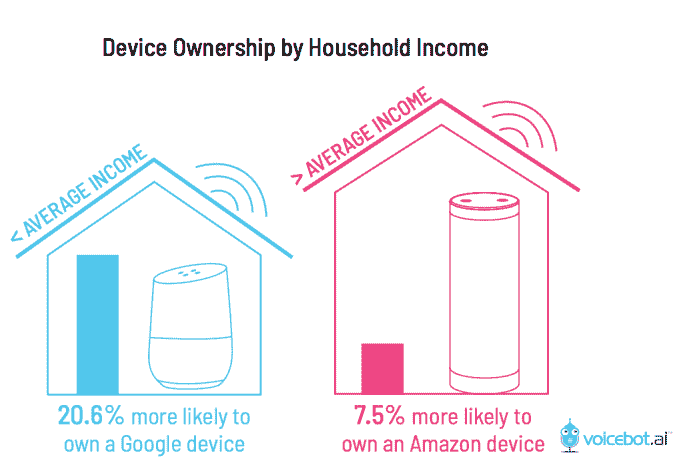 Device Ownership by Household Income
< AVERAGE INCOME
> AVERAGE INCOME
20.6% more likely to
own a Google device
7.5% more likely to
own an Amazon device
voicebot.ai